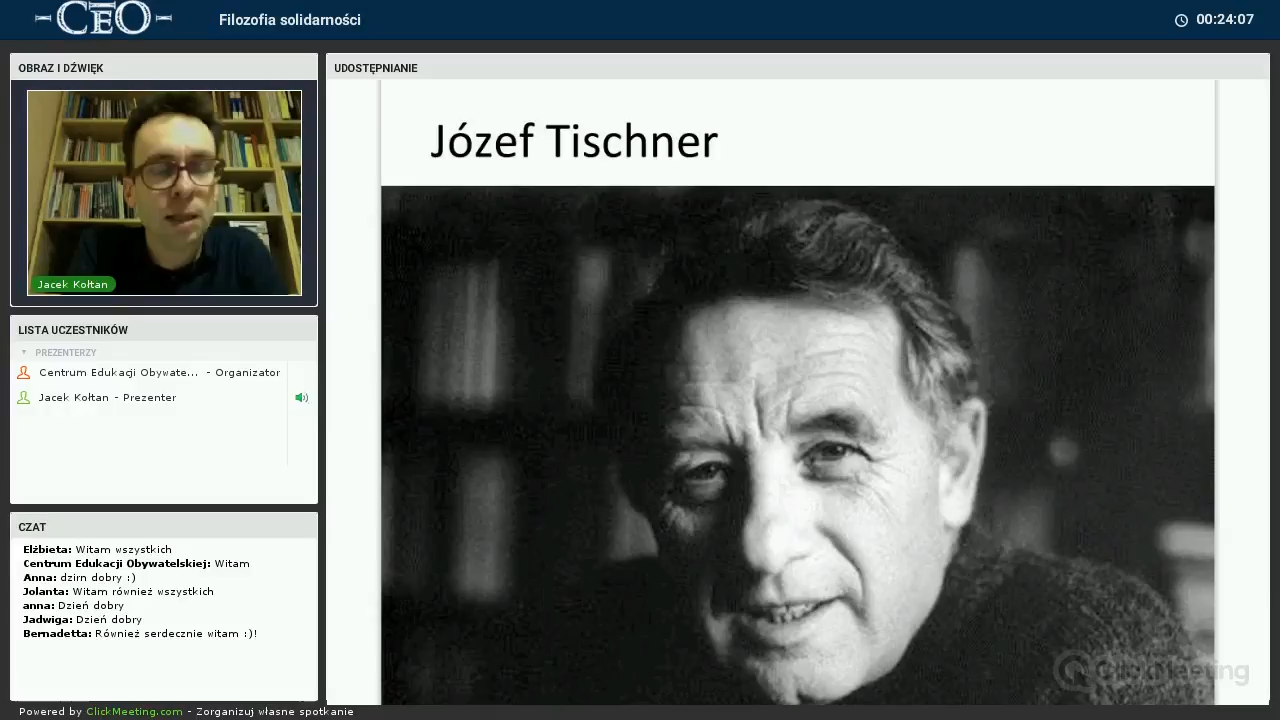 CEO
Filozofia solidarności
00:24:07
OBRAZ I DŹWIĘK
Jacek Kołtan
LISTA UCZESTNIKÓW
PREZENTERZY
Centrum Edukacji Obywate... - Organizator
Jacek Kołtan - Prezenter
CZAT
Elżbieta: Witam wszystkich
Centrum Edukacji Obywatelskiej: Witam
Anna: dzirn dobry :)
Jolanta: Witam również wszystkich
anna: Dzień dobry
Jadwiga: Dzień dobry
Bernadetta: Również serdecznie witam :)!
UDOSTĘPNIANIE
Józef Tischner
ClickMeeting
Powered by ClickMeeting.com - Zorganizuj własne spotkanie